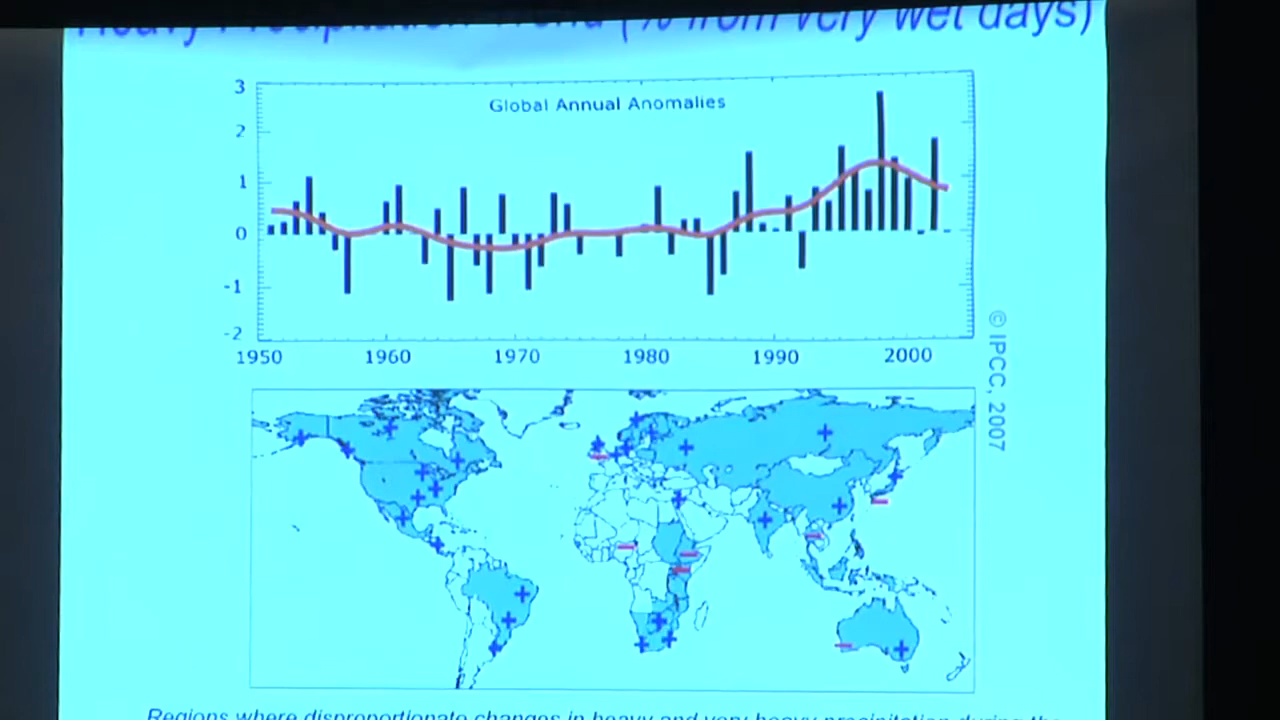 Heavy Precipitation Trend (% from very wet days)
Global Annual Anomalies
3
2
1
0
-1
-2
1950 1960 1970 1980 1990 2000
© IPCC, 2007
Regions where disproportionate changes in heavy and very heavy precipitation during the